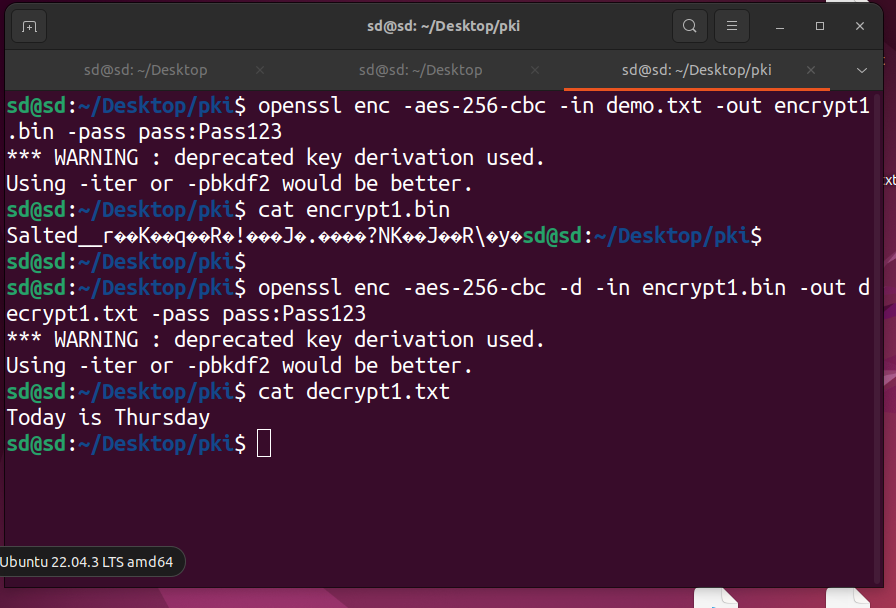 sd@sd: ~/Desktop/pki
sd@sd: ~/Desktop
sd@sd: ~/Desktop
sd@sd: ~/Desktop/pki
sd@sd:~/Desktop/pki$ openssl enc -aes-256-cbc -in demo.txt -out encrypt1
.bin -pass pass:Pass123
*** WARNING : deprecated key derivation used.
Using -iter or -pbkdf2 would be better.
sd@sd:~/Desktop/pki$ cat encrypt1.bin
Salted__r��K��q��R�!���J�.����?NK��J��R\�y�sd@sd:~/Desktop/pki$
sd@sd:~/Desktop/pki$
sd@sd:~/Desktop/pki$ openssl enc -aes-256-cbc -d -in encrypt1.bin -out d
ecrypt1.txt -pass pass:Pass123
*** WARNING : deprecated key derivation used.
Using -iter or -pbkdf2 would be better.
sd@sd:~/Desktop/pki$ cat decrypt1.txt
Today is Thursday
sd@sd:~/Desktop/pki$
Ubuntu 22.04.3 LTS amd64